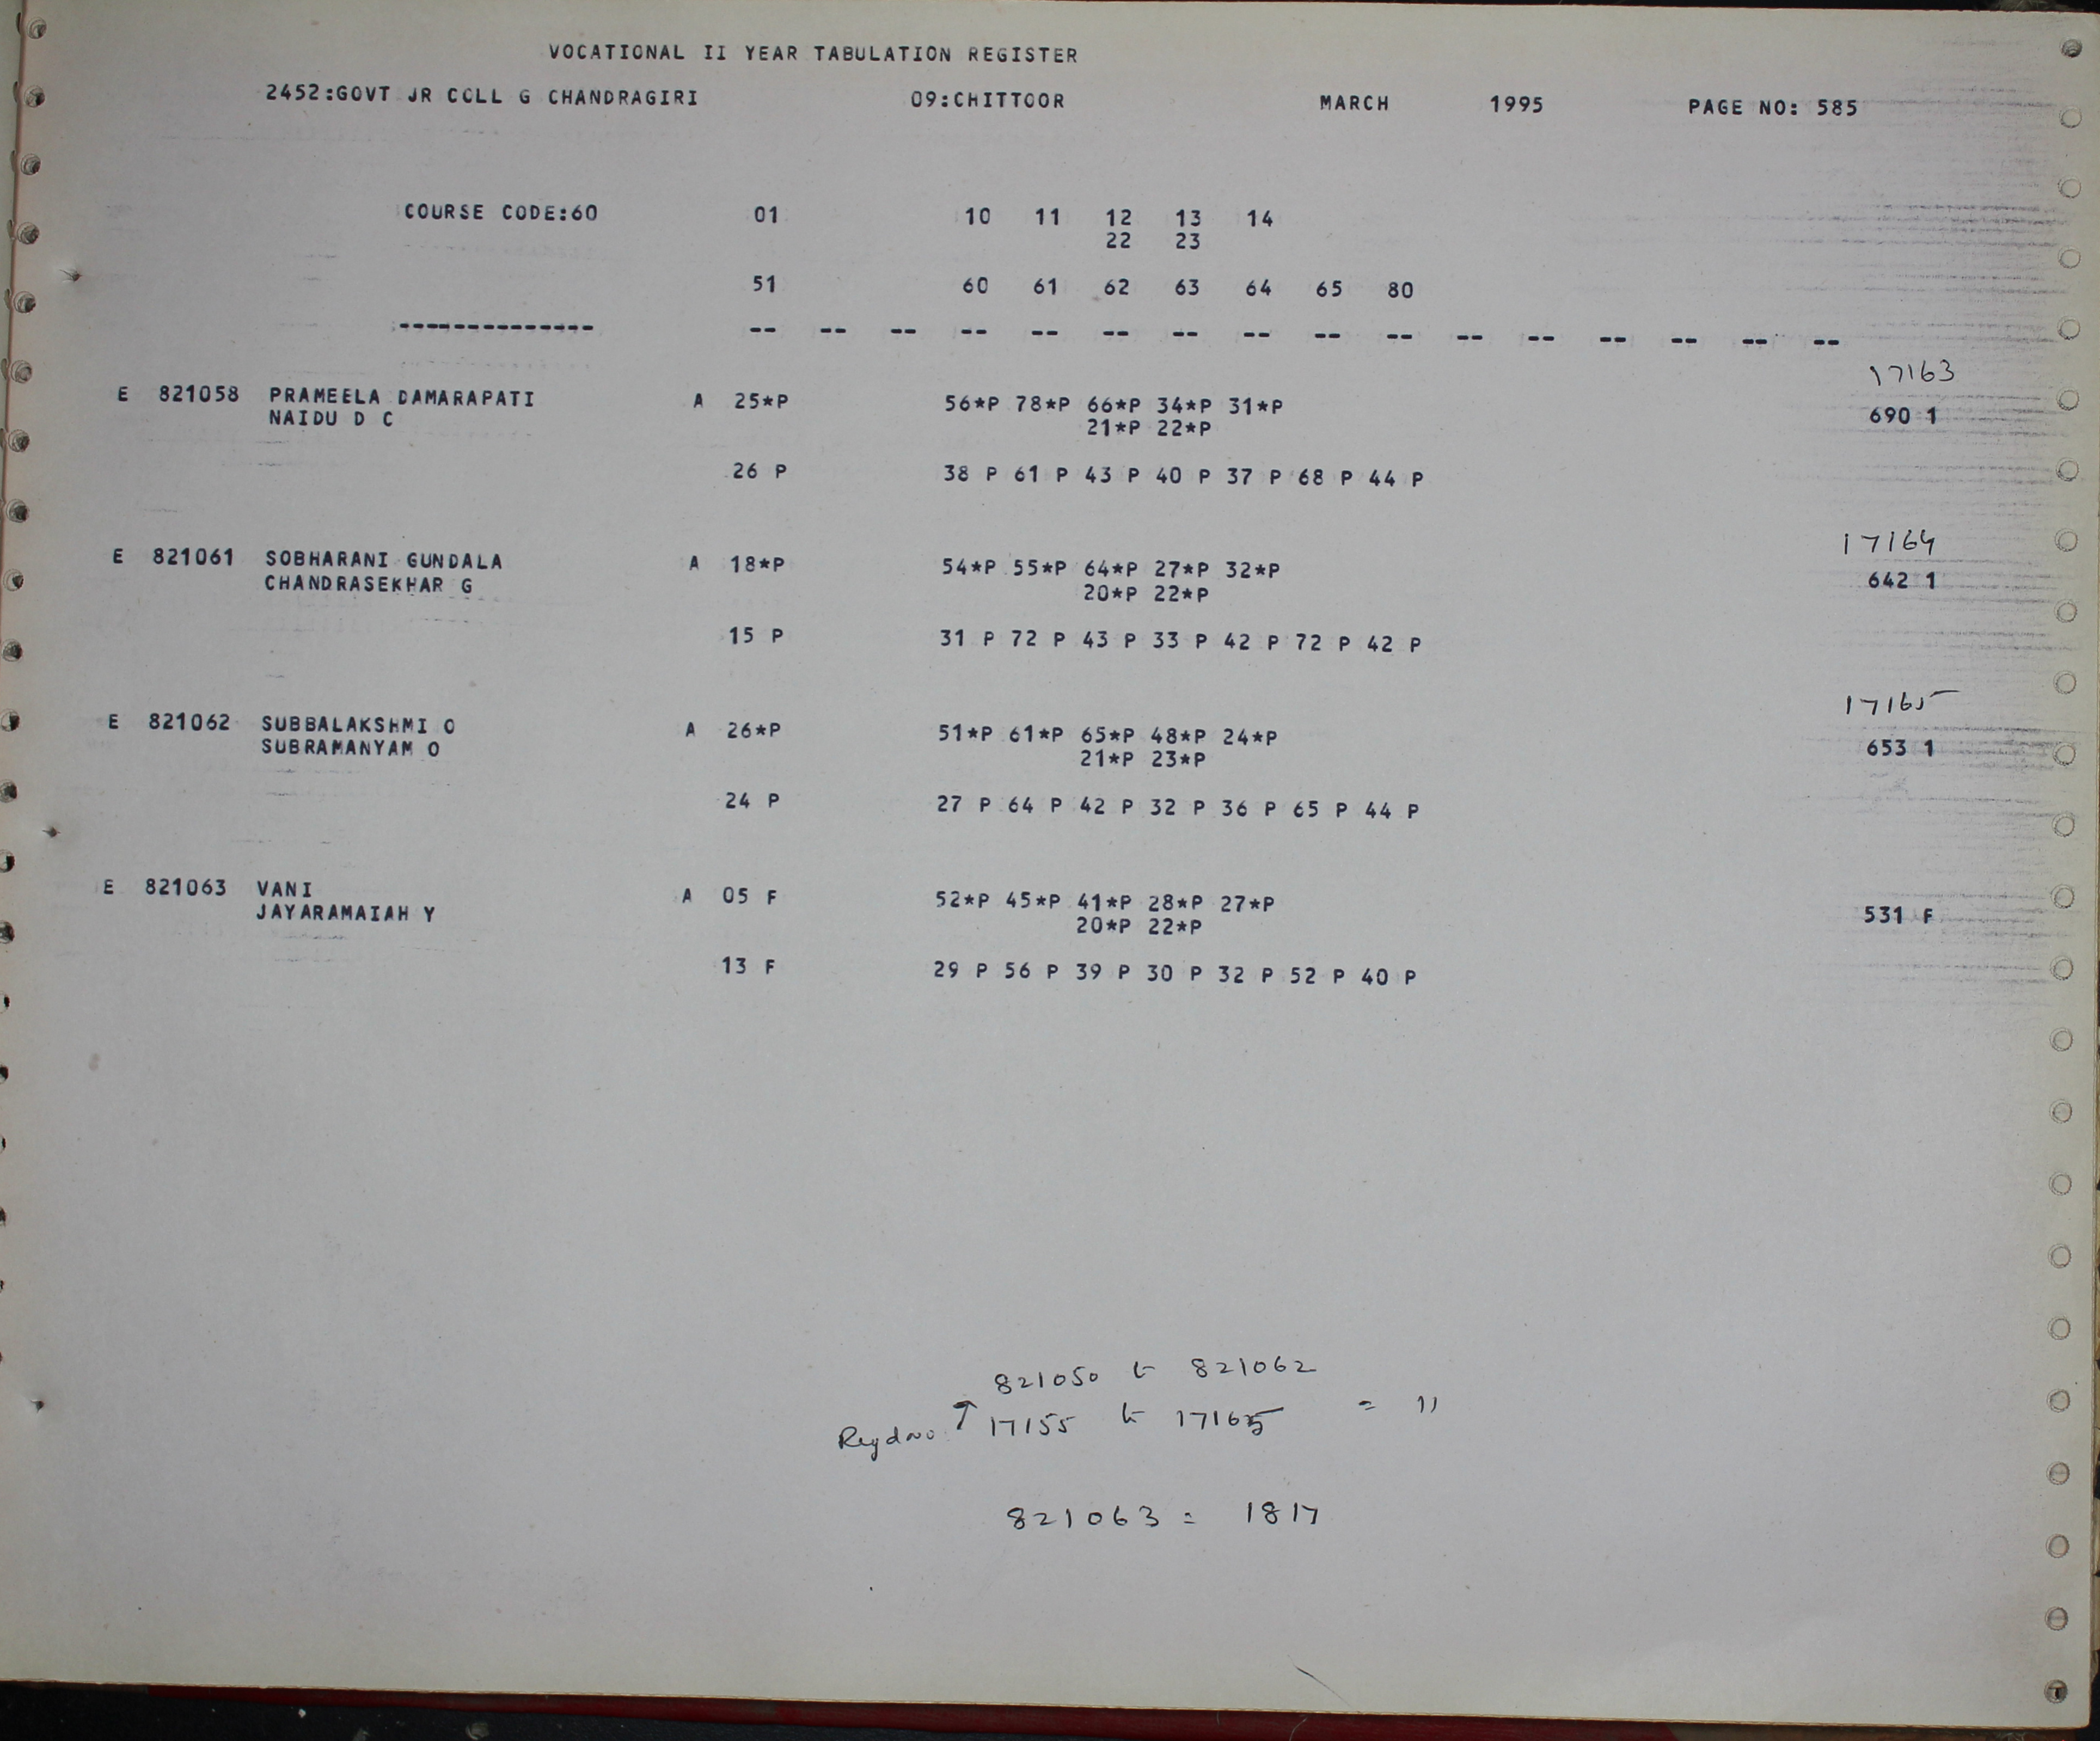 VOCATIONAL II YEAR TABULATION REGISTER
2452:GOVT JR COLL G CHANDRAGIRI 09:CHITTOOR MARCH 1995 PAGE NO: 585
COURSE CODE:60 01 10 11 12 13 14
22 23
51 60 61 62 63 64 65 80
-------------- -- -- -- -- -- -- -- -- -- -- -- -- -- -- -- --
17163
E 821058 PRAMEELA DAMARAPATI A 25*P 56*P 78*P 66*P 34*P 31*P 690 1
NAIDU D C 21*P 22*P
26 P 38 P 61 P 43 P 40 P 37 P 68 P 44 P
17164
E 821061 SOBHARANI GUNDALA A 18*P 54*P 55*P 64*P 27*P 32*P 642 1
CHANDRASEKHAR G 20*P 22*P
15 P 31 P 72 P 43 P 33 P 42 P 72 P 42 P
17165
E 821062 SUBBALAKSHMI O A 26*P 51*P 61*P 65*P 48*P 24*P 653 1
SUBRAMANYAM O 21*P 23*P
24 P 27 P 64 P 42 P 32 P 36 P 65 P 44 P
E 821063 VANI A 05 F 52*P 45*P 41*P 28*P 27*P 531 F
JAYARAMAIAH Y 20*P 22*P
13 F 29 P 56 P 39 P 30 P 32 P 52 P 40 P
821050 to 821062
Regd no ↑ 17155 to 17165 = 11
821063 = 1817